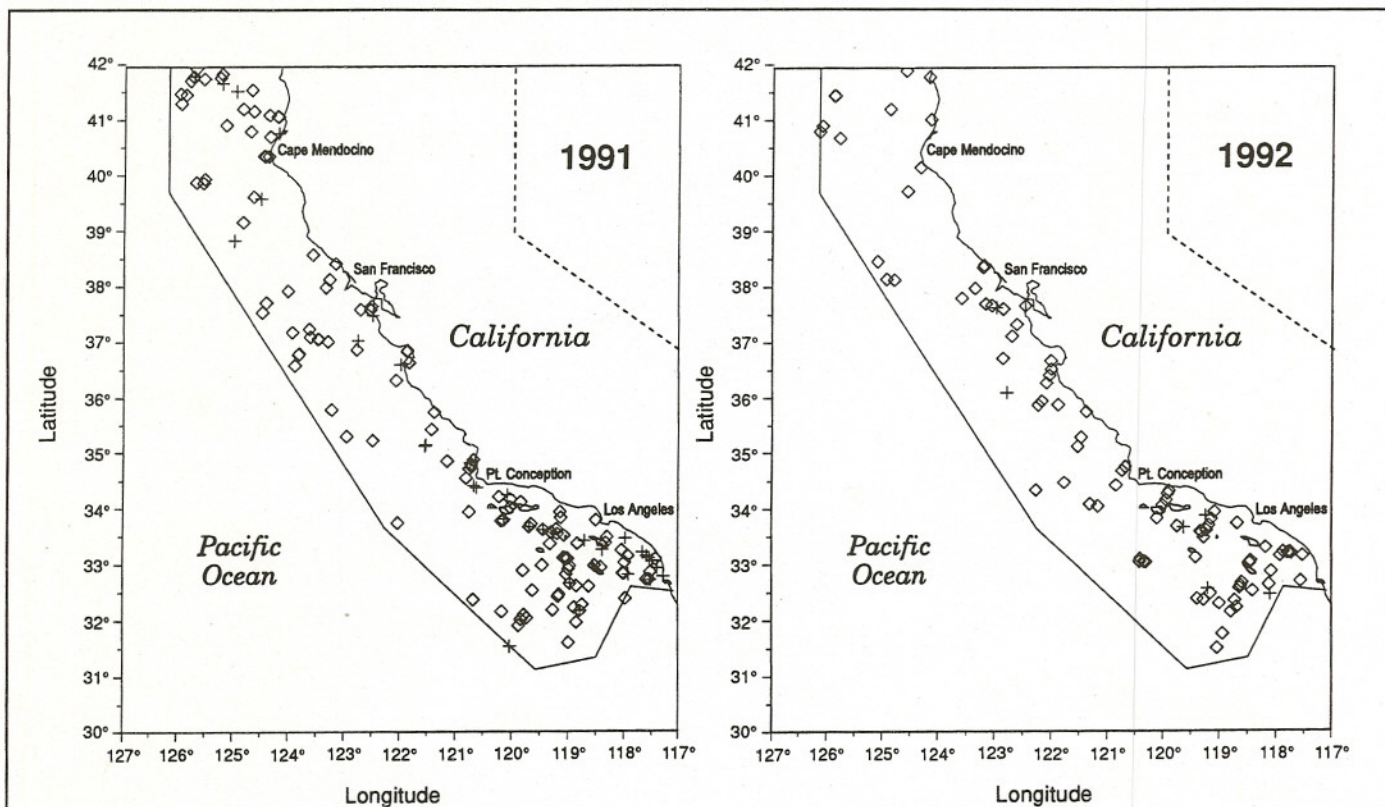 1991
42°
41°
40°
39°
38°
37°
36°
35°
34°
33°
32°
31°
30°
Latitude
Cape Mendocino
San Francisco
California
Pt. Conception
Los Angeles
Pacific
Ocean
127° 126° 125° 124° 123° 122° 121° 120° 119° 118° 117°
Longitude
1992
42°
41°
40°
39°
38°
37°
36°
35°
34°
33°
32°
31°
30°
Latitude
Cape Mendocino
San Francisco
California
Pt. Conception
Los Angeles
Pacific
Ocean
127° 126° 125° 124° 123° 122° 121° 120° 119° 118° 117°
Longitude